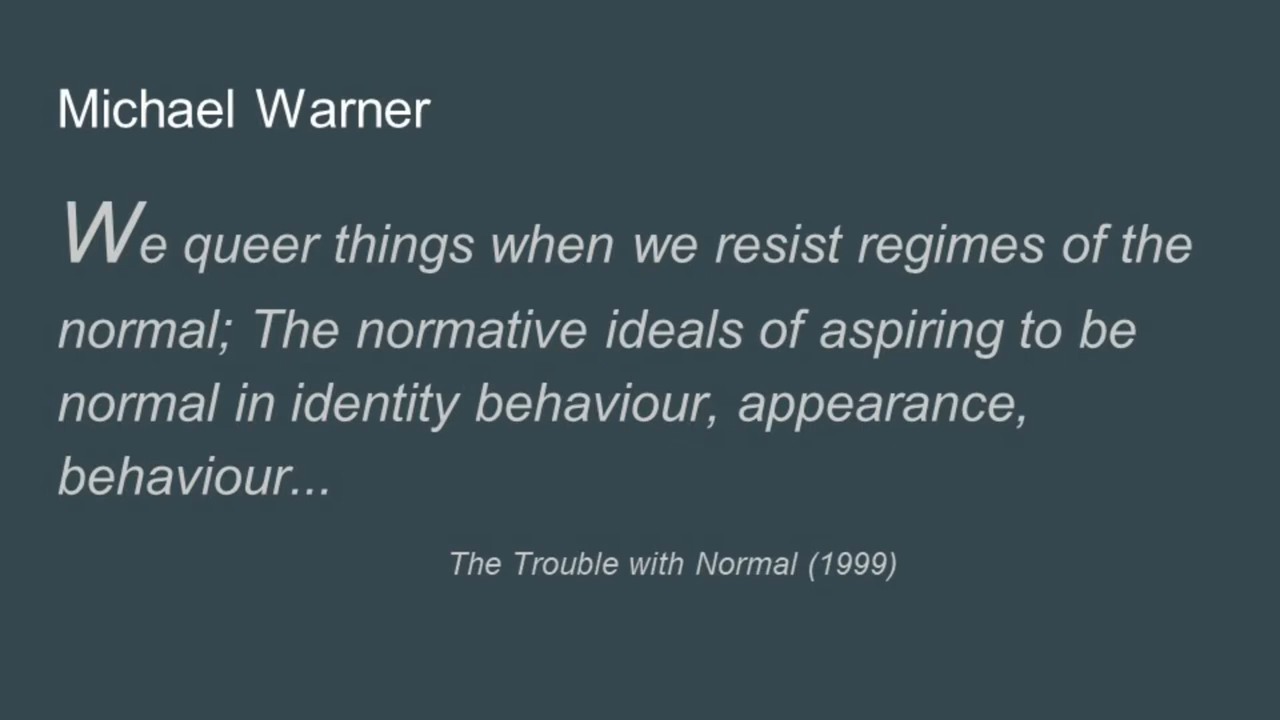 Michael Warner
We queer things when we resist regimes of the
normal; The normative ideals of aspiring to be
normal in identity behaviour, appearance,
behaviour...
The Trouble with Normal (1999)